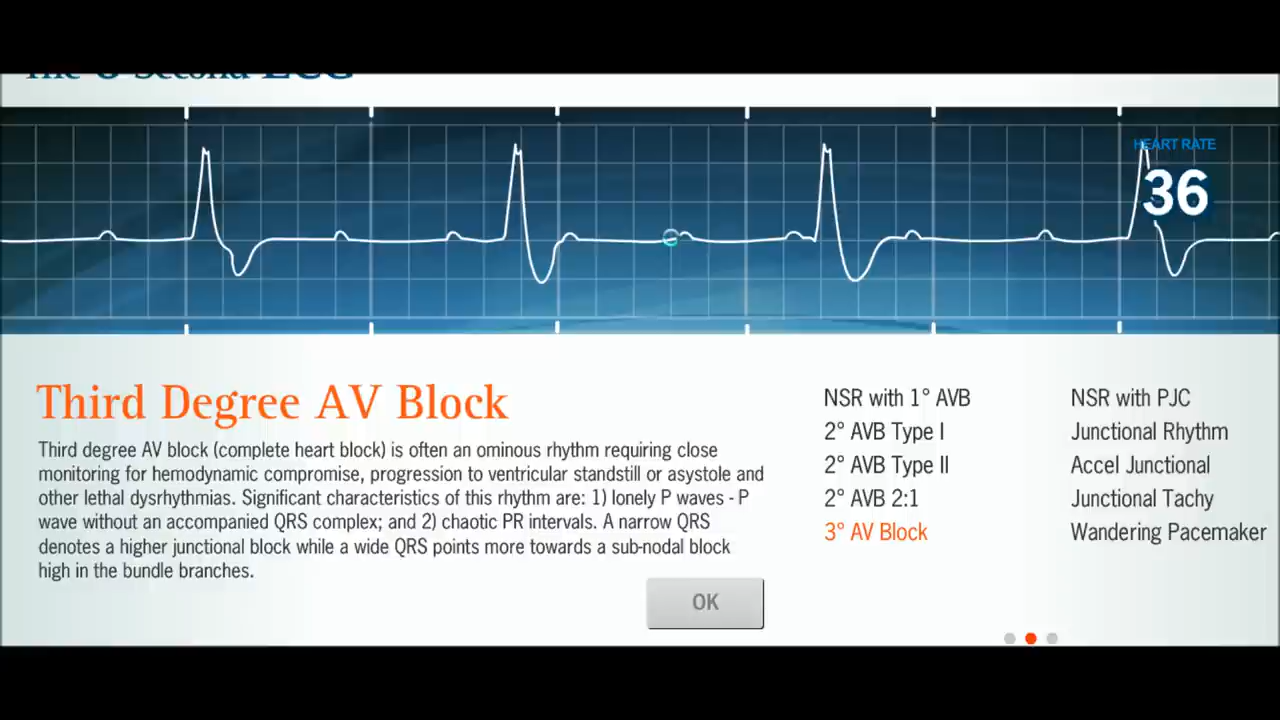 The 6 Second ECG
HEART RATE
36
Third Degree AV Block
Third degree AV block (complete heart block) is often an ominous rhythm requiring close
monitoring for hemodynamic compromise, progression to ventricular standstill or asystole and
other lethal dysrhythmias. Significant characteristics of this rhythm are: 1) lonely P waves - P
wave without an accompanied QRS complex; and 2) chaotic PR intervals. A narrow QRS
denotes a higher junctional block while a wide QRS points more towards a sub-nodal block
high in the bundle branches.
OK
NSR with 1° AVB
2° AVB Type I
2° AVB Type II
2° AVB 2:1
3° AV Block
NSR with PJC
Junctional Rhythm
Accel Junctional
Junctional Tachy
Wandering Pacemaker